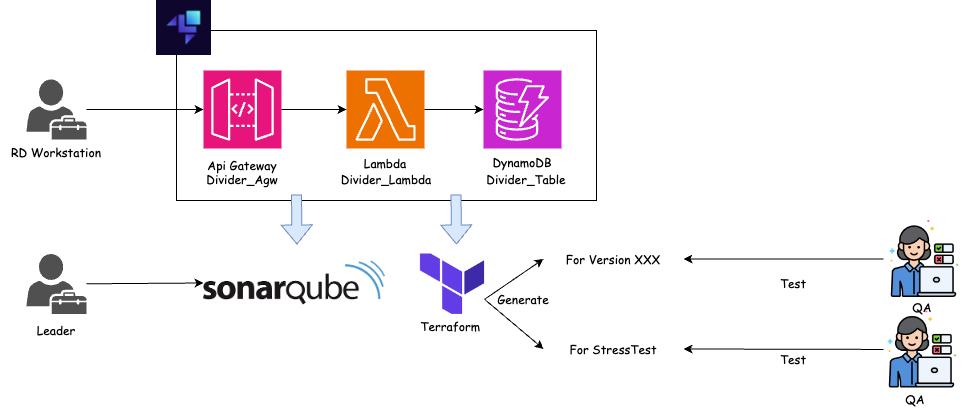 RD Workstation
</>
Api Gateway
Divider_Agw
Lambda
Divider_Lambda
DynamoDB
Divider_Table
Leader
sonarqube
Terraform
Generate
For Version XXX
For StressTest
Test
QA
Test
QA